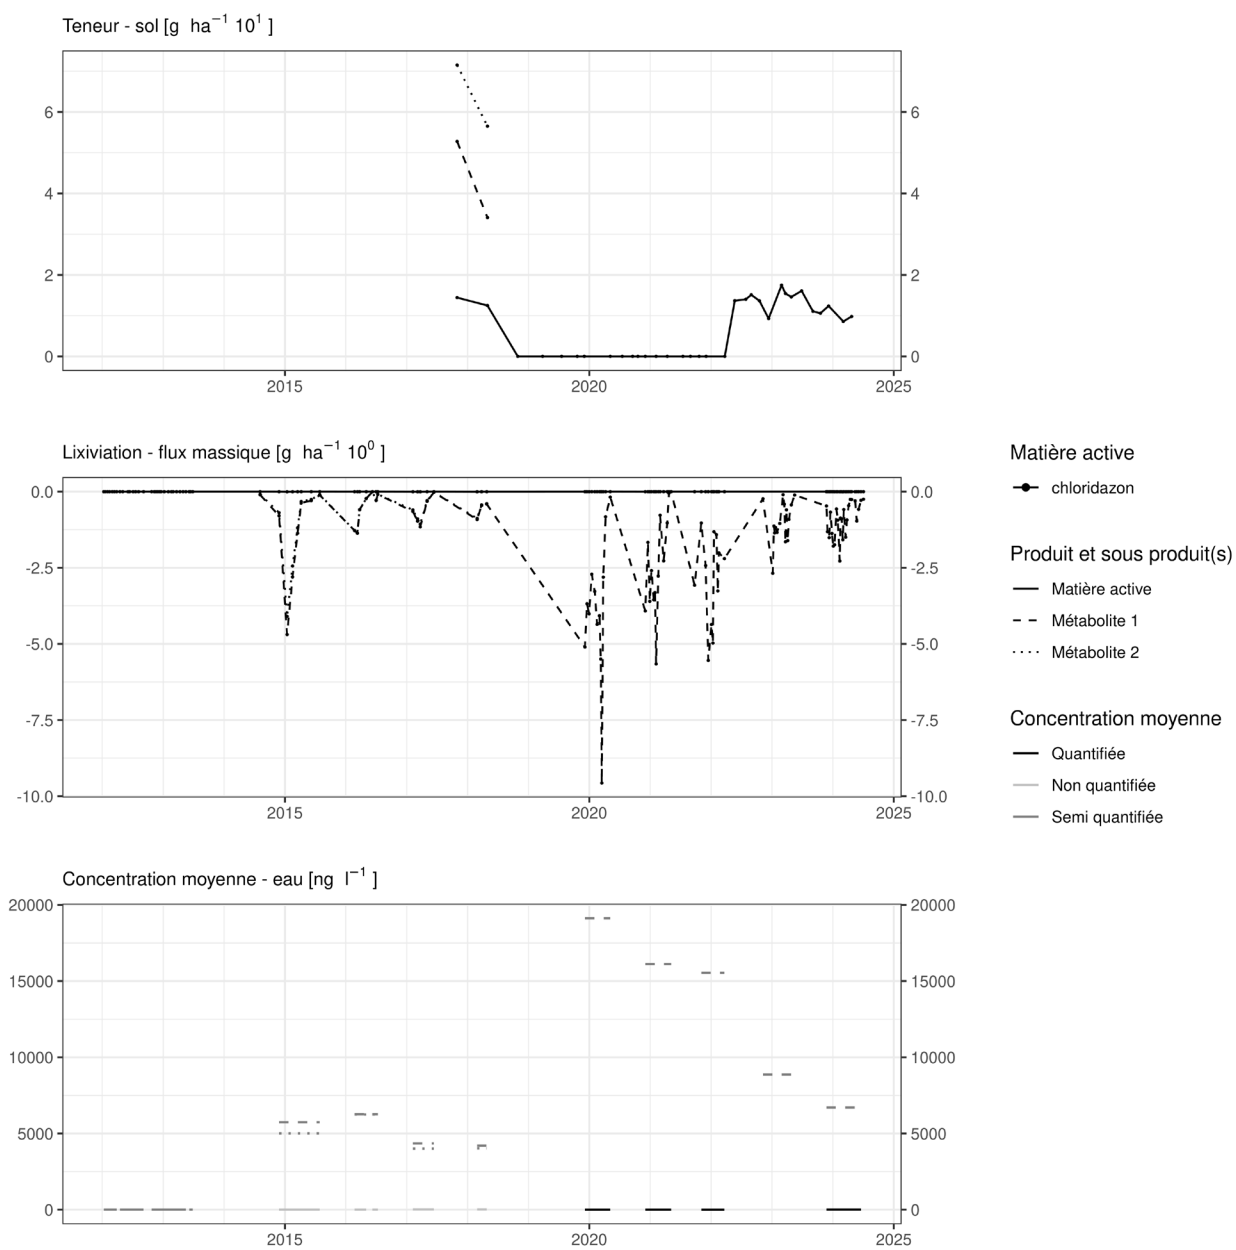 Teneur - sol [g ha⁻¹ 10¹ ]
6
6
4
4
2
2
0
0
2015
2020
2025
Lixiviation - flux massique [g ha⁻¹ 10⁰ ]
0.0
0.0
-2.5
-2.5
-5.0
-5.0
-7.5
-7.5
-10.0
-10.0
2015
2020
2025
Matière active
chloridazon
Produit et sous produit(s)
Matière active
Métabolite 1
Métabolite 2
Concentration moyenne
Quantifiée
Non quantifiée
Semi quantifiée
Concentration moyenne - eau [ng l⁻¹ ]
20000
20000
15000
15000
10000
10000
5000
5000
0
0
2015
2020
2025